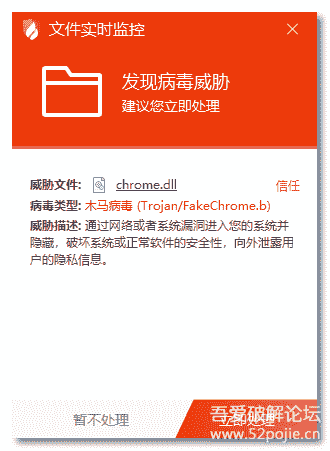 文件实时监控
发现病毒威胁
建议您立即处理
威胁文件: chrome.dll 信任
病毒类型: 木马病毒 (Trojan/FakeChrome.b)
威胁描述: 通过网络或者系统漏洞进入您的系统并
隐藏，破坏系统或正常软件的安全性，向外泄露用
户的隐私信息。
暂不处理 立即处理
吾爱破解论坛
www.52pojie.cn